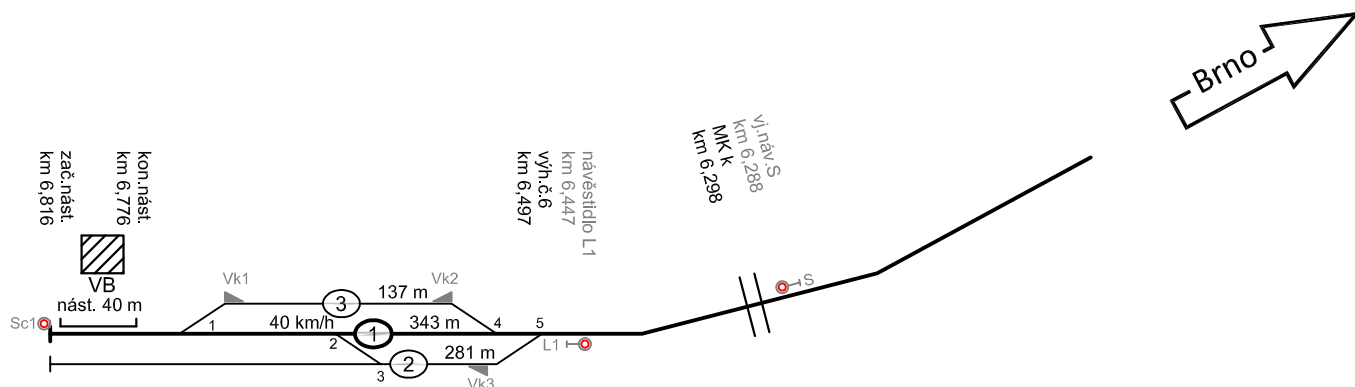 Brno
zač.nást.
km 6,816
kon.nást.
km 6,776
výh.č.6
km 6,497
návěstidlo L1
km 6,447
MK k
km 6,298
vj.náv.S
km 6,288
VB
nást. 40 m
Sc1
Vk1
Vk2
3
137 m
1
40 km/h
1
343 m
4
5
L1
S
2
3
2
281 m
Vk3